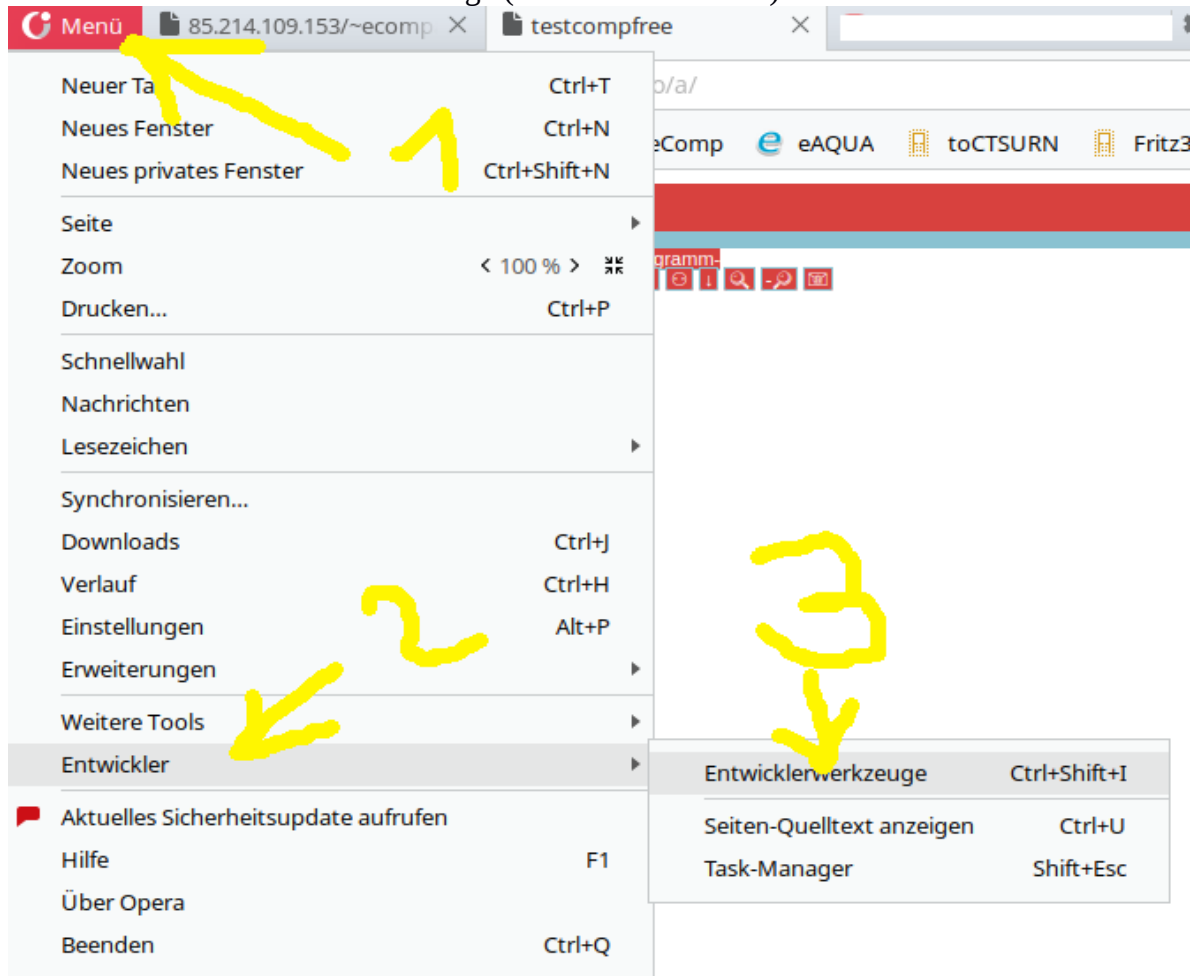 Menü 85.214.109.153/~ecomp testcompfree
Neuer Ta Ctrl+T
o/a/
Neues Fenster Ctrl+N
eComp eAQUA toCTSURN Fritz3
1
Neues privates Fenster Ctrl+Shift+N
Seite
gramm-
Zoom 100 %
Drucken... Ctrl+P
Schnellwahl
Nachrichten
Lesezeichen
Synchronisieren...
Downloads Ctrl+J
Verlauf Ctrl+H
2
3
Einstellungen Alt+P
Erweiterungen
Weitere Tools
Entwickler
Entwicklerwerkzeuge Ctrl+Shift+I
Seiten-Quelltext anzeigen Ctrl+U
Task-Manager Shift+Esc
Aktuelles Sicherheitsupdate aufrufen
Hilfe F1
Über Opera
Beenden Ctrl+Q